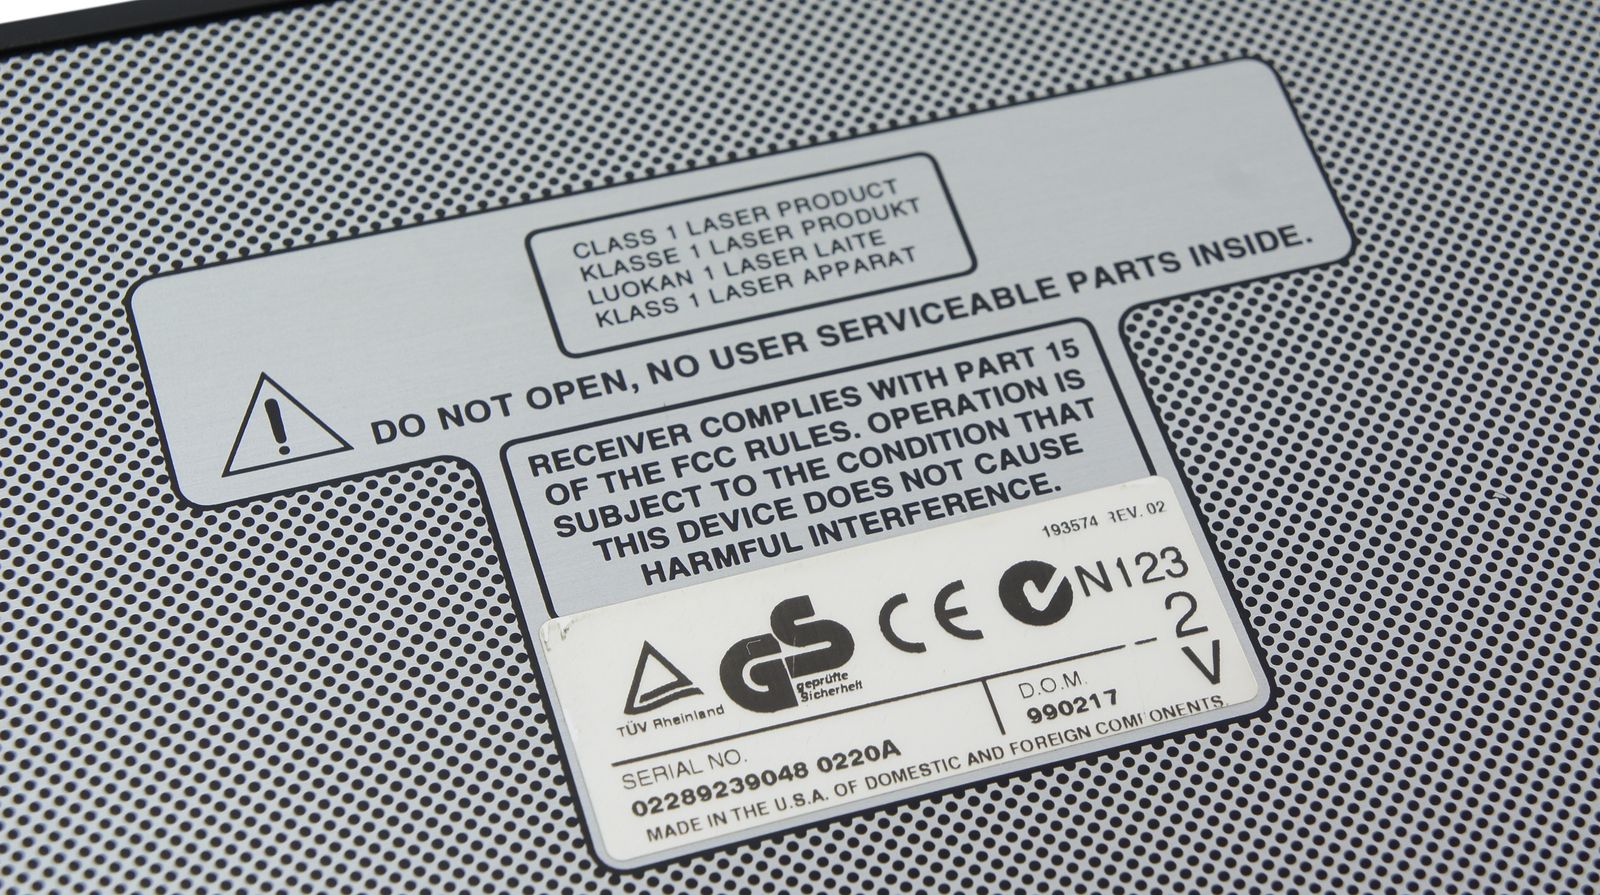 CLASS 1 LASER PRODUCT
KLASSE 1 LASER PRODUKT
LUOKAN 1 LASER LAITE
KLASS 1 LASER APPARAT
! DO NOT OPEN, NO USER SERVICEABLE PARTS INSIDE.
RECEIVER COMPLIES WITH PART 15
OF THE FCC RULES. OPERATION IS
SUBJECT TO THE CONDITION THAT
THIS DEVICE DOES NOT CAUSE
HARMFUL INTERFERENCE.
193574 REV. 02
TÜV Rheinland
GS
geprüfte
Sicherheit
CE
N123
2
V
SERIAL NO.
02289239048 0220A
D.O.M.
990217
MADE IN THE U.S.A. OF DOMESTIC AND FOREIGN COMPONENTS.